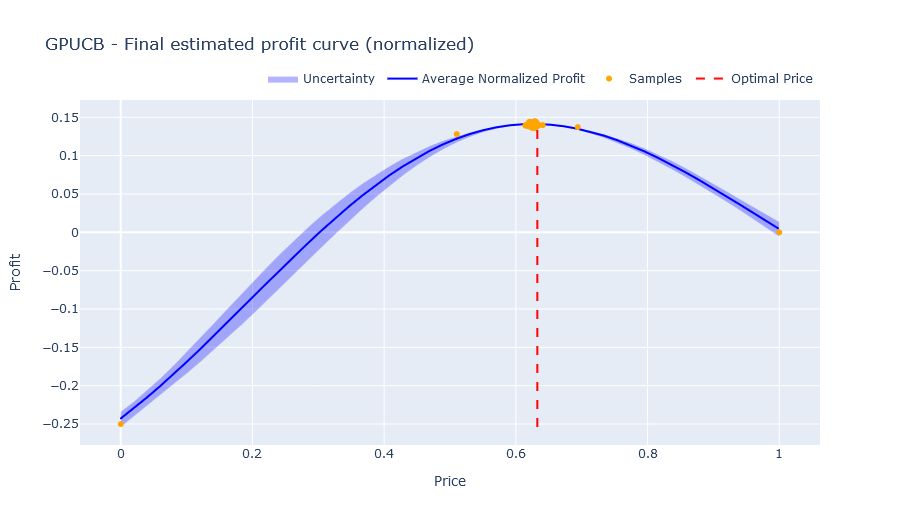 GPUCB - Final estimated profit curve (normalized)
Uncertainty Average Normalized Profit Samples Optimal Price
0.15
0.1
0.05
0
−0.05
−0.1
−0.15
−0.2
−0.25
Profit
0 0.2 0.4 0.6 0.8 1
Price